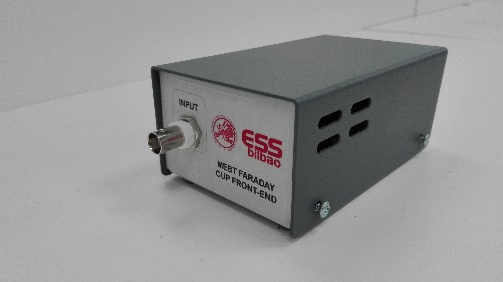 INPUT
ESS
bilbao
MEBT FARADAY
CUP FRONT-END